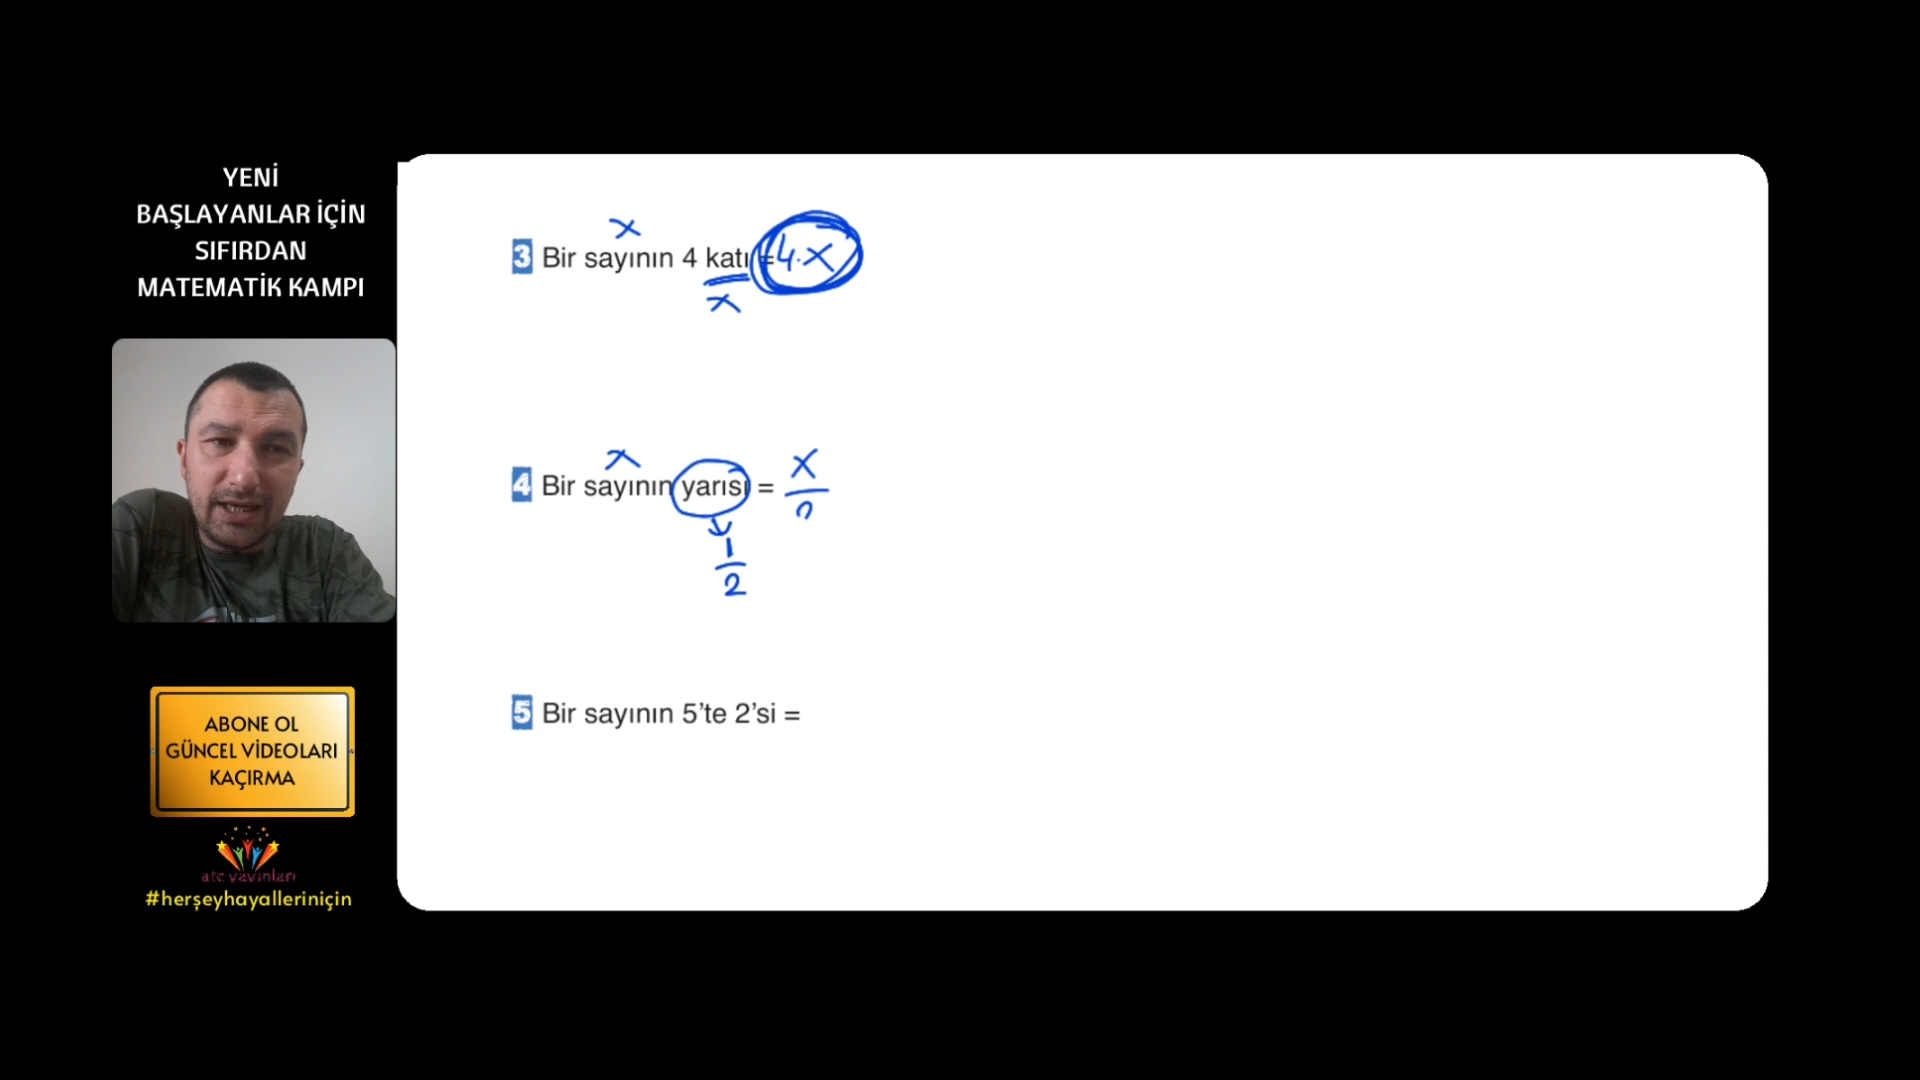 YENİ
BAŞLAYANLAR İÇİN
SIFIRDAN
MATEMATİK KAMPI
x
3 Bir sayının 4 katı = 4.x
x
x
4 Bir sayının yarısı = x/2
1/2
5 Bir sayının 5'te 2'si =
ABONE OL
GÜNCEL VİDEOLARI
KAÇIRMA
atc yayınları
#herşeyhayalleriniçin